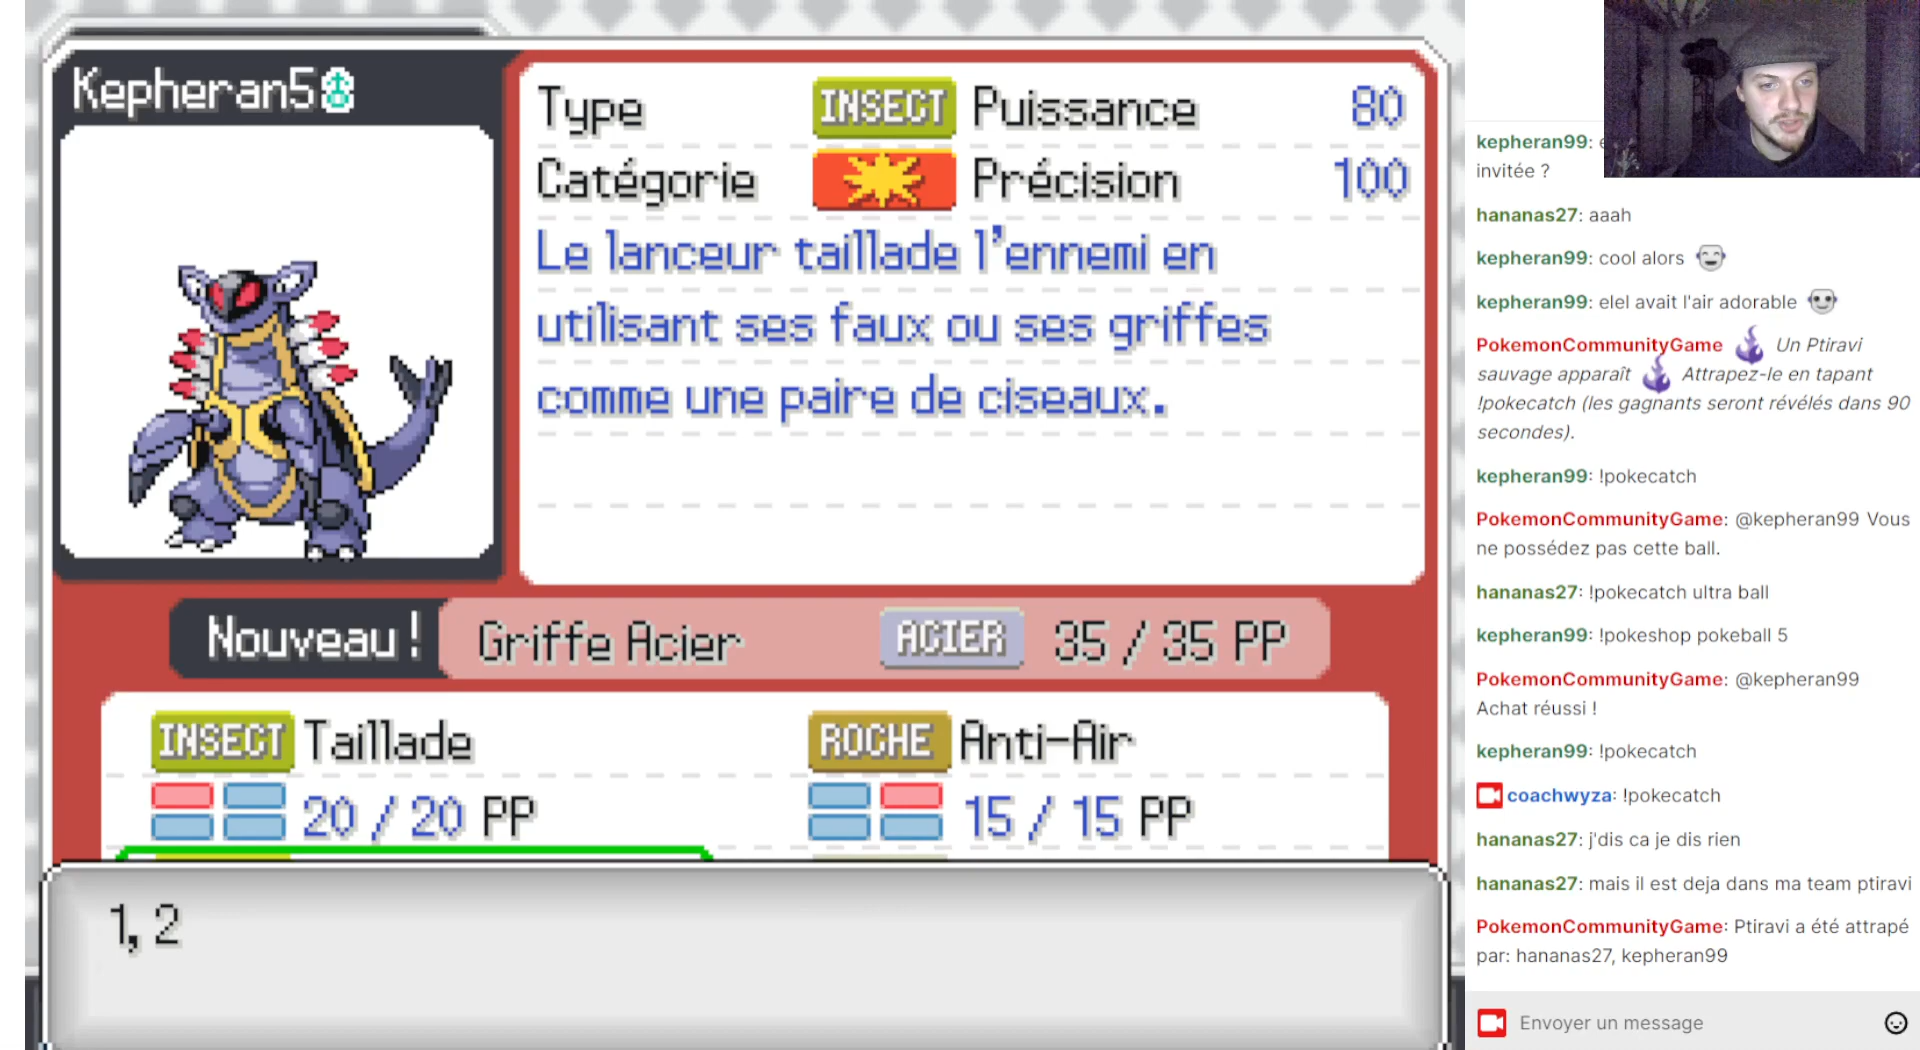 Kepheran5
Type INSECT Puissance 80
Catégorie Précision 100
Le lanceur taillade l'ennemi en
utilisant ses faux ou ses griffes
comme une paire de ciseaux.
Nouveau ! Griffe Acier ACIER 35 / 35 PP
INSECT Taillade ROCHE Anti-Air
20 / 20 PP 15 / 15 PP
1, 2
kepheran99:
invitée ?
hananas27: aaah
kepheran99: cool alors
kepheran99: elel avait l'air adorable
PokemonCommunityGame Un Ptiravi
sauvage apparaît Attrapez-le en tapant
!pokecatch (les gagnants seront révélés dans 90
secondes).
kepheran99: !pokecatch
PokemonCommunityGame: @kepheran99 Vous
ne possédez pas cette ball.
hananas27: !pokecatch ultra ball
kepheran99: !pokeshop pokeball 5
PokemonCommunityGame: @kepheran99
Achat réussi !
kepheran99: !pokecatch
coachwyza: !pokecatch
hananas27: j'dis ca je dis rien
hananas27: mais il est deja dans ma team ptiravi
PokemonCommunityGame: Ptiravi a été attrapé
par: hananas27, kepheran99
Envoyer un message